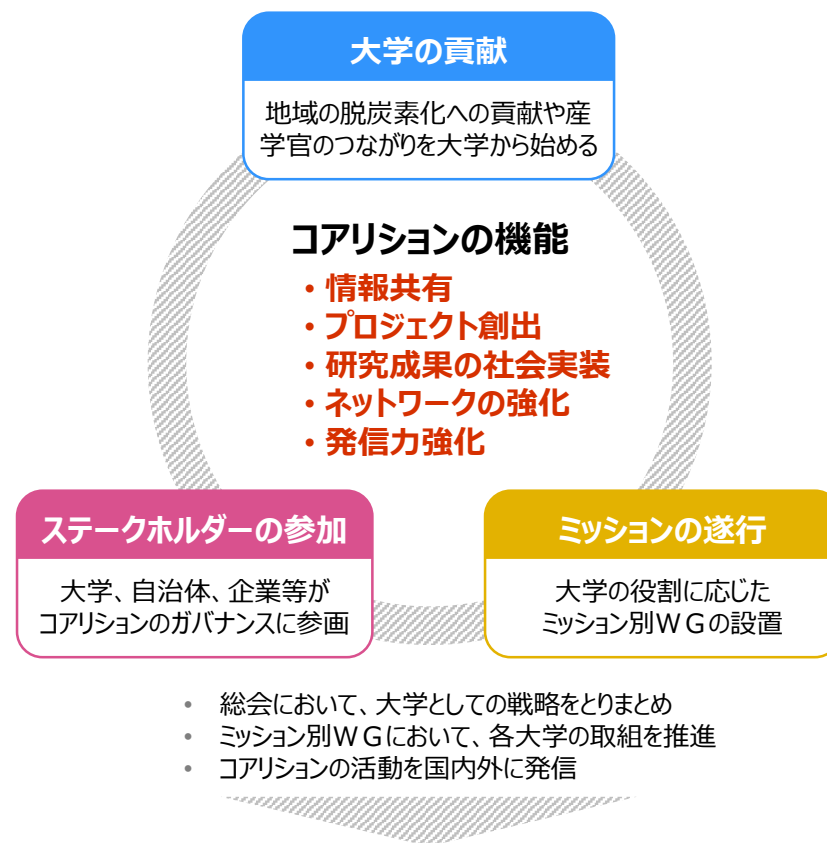 大学の貢献
地域の脱炭素化への貢献や産
学官のつながりを大学から始める
コアリションの機能
・情報共有
・プロジェクト創出
・研究成果の社会実装
・ネットワークの強化
・発信力強化
ステークホルダーの参加
大学、自治体、企業等が
コアリションのガバナンスに参画
ミッションの遂行
大学の役割に応じた
ミッション別ＷＧの設置
• 総会において、大学としての戦略をとりまとめ
• ミッション別ＷＧにおいて、各大学の取組を推進
• コアリションの活動を国内外に発信